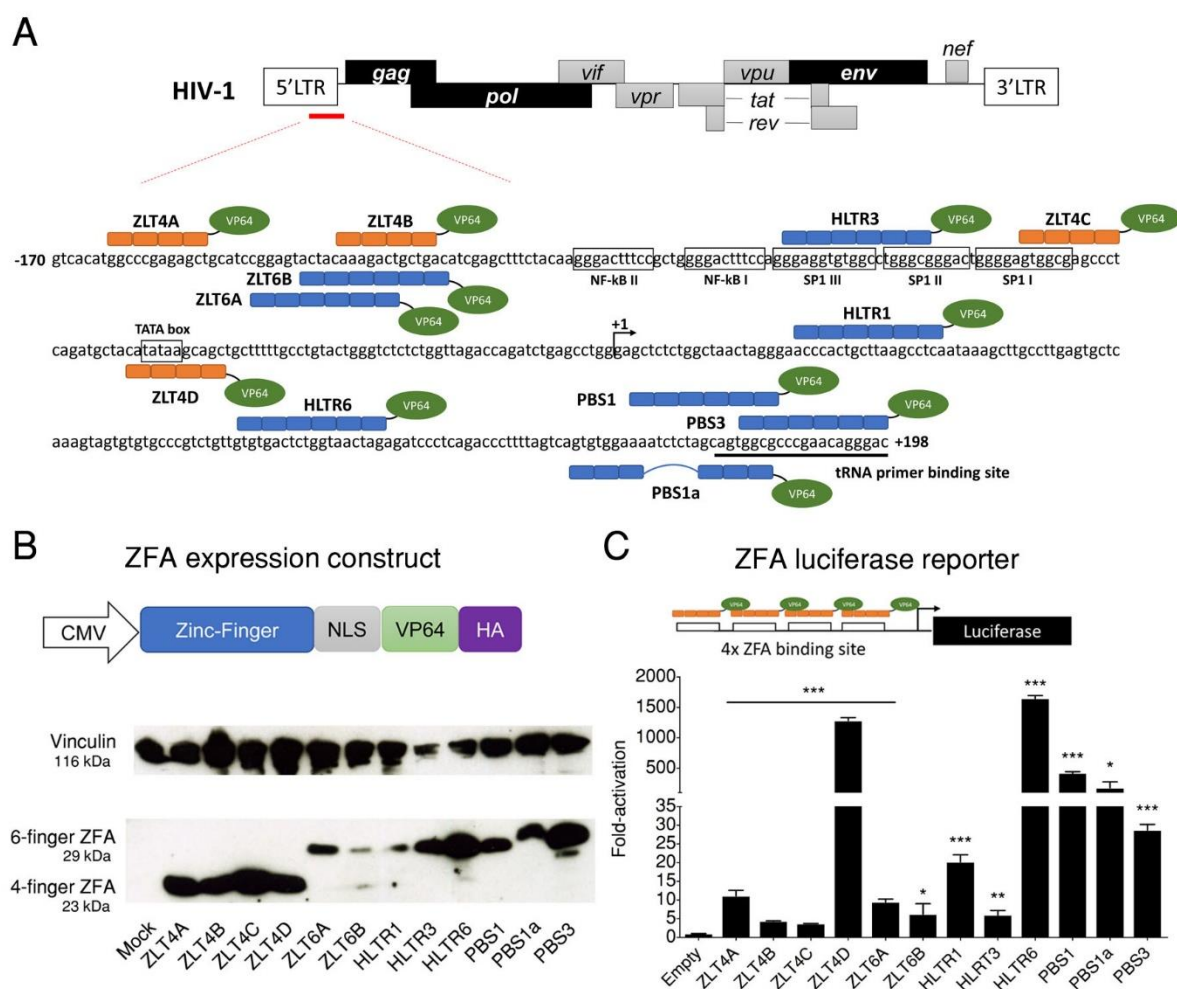 A
HIV-1
5'LTR
gag
pol
vif
vpr
vpu
tat
rev
env
nef
3'LTR
ZLT4A
VP64
ZLT4B
VP64
HLTR3
VP64
ZLT4C
VP64
-170
gtcacatggcccgagagctgcatccggagtactacaaagactgctgacatcgagctttctacaagggactttccgctggggactttccagggaggtgtggcctgggcgggactggggagtggcgagccct
ZLT6B
VP64
ZLT6A
VP64
NF-kB II
NF-kB I
SP1 III
SP1 II
SP1 I
TATA box
+1
HLTR1
VP64
cagatgctacatataagcagctgctttttgcctgtactgggtctctctggttagaccagatctgagcctgggagctctctggctaactagggaacccactgcttaagcctcaataaagcttgccttgagtgctc
ZLT4D
VP64
HLTR6
VP64
PBS1
VP64
PBS3
VP64
aaagtagtgtgtgcccgtctgttgtgtgactctggtaactagagatccctcagacccttttagtcagtgtggaaaatctctagcagtggcgcccgaacagggac
+198
tRNA primer binding site
PBS1a
VP64
B
ZFA expression construct
CMV
Zinc-Finger
NLS
VP64
HA
Vinculin
116 kDa
6-finger ZFA
29 kDa
4-finger ZFA
23 kDa
Mock
ZLT4A
ZLT4B
ZLT4C
ZLT4D
ZLT6A
ZLT6B
HLTR1
HLTR3
HLTR6
PBS1
PBS1a
PBS3
C
ZFA luciferase reporter
VP64
VP64
VP64
VP64
Luciferase
4x ZFA binding site
Fold-activation
2000
1500
1000
500
35
30
25
20
15
10
5
0
***
*
***
**
***
***
*
***
Empty
ZLT4A
ZLT4B
ZLT4C
ZLT4D
ZLT6A
ZLT6B
HLTR1
HLRT3
HLTR6
PBS1
PBS1a
PBS3